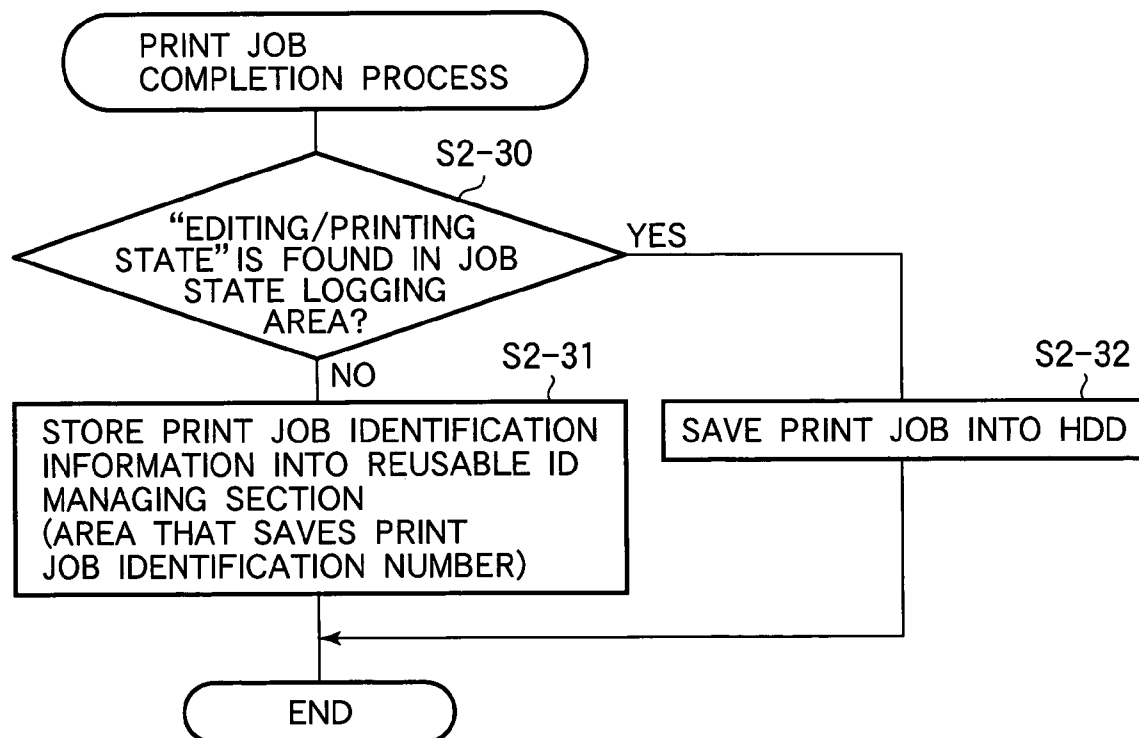 PRINT JOB
COMPLETION PROCESS
S2-30
“EDITING/PRINTING
STATE” IS FOUND IN JOB
STATE LOGGING
AREA?
YES
NO
S2-31
STORE PRINT JOB IDENTIFICATION
INFORMATION INTO REUSABLE ID
MANAGING SECTION
(AREA THAT SAVES PRINT
JOB IDENTIFICATION NUMBER)
S2-32
SAVE PRINT JOB INTO HDD
END